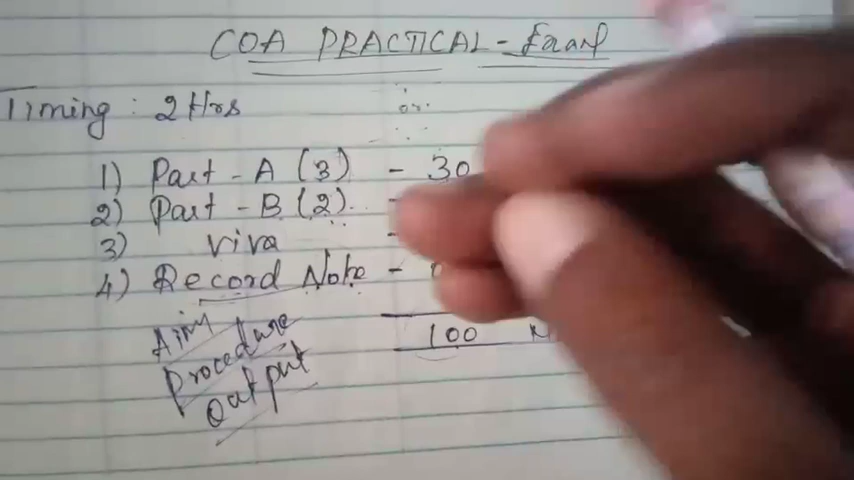 COA PRACTICAL - Exam
Timing : 2 Hrs
or
1) Part - A (3) - 30
2) Part - B (2) -
3) viva -
4) Record Note -
Aim
Procedure
Output
100